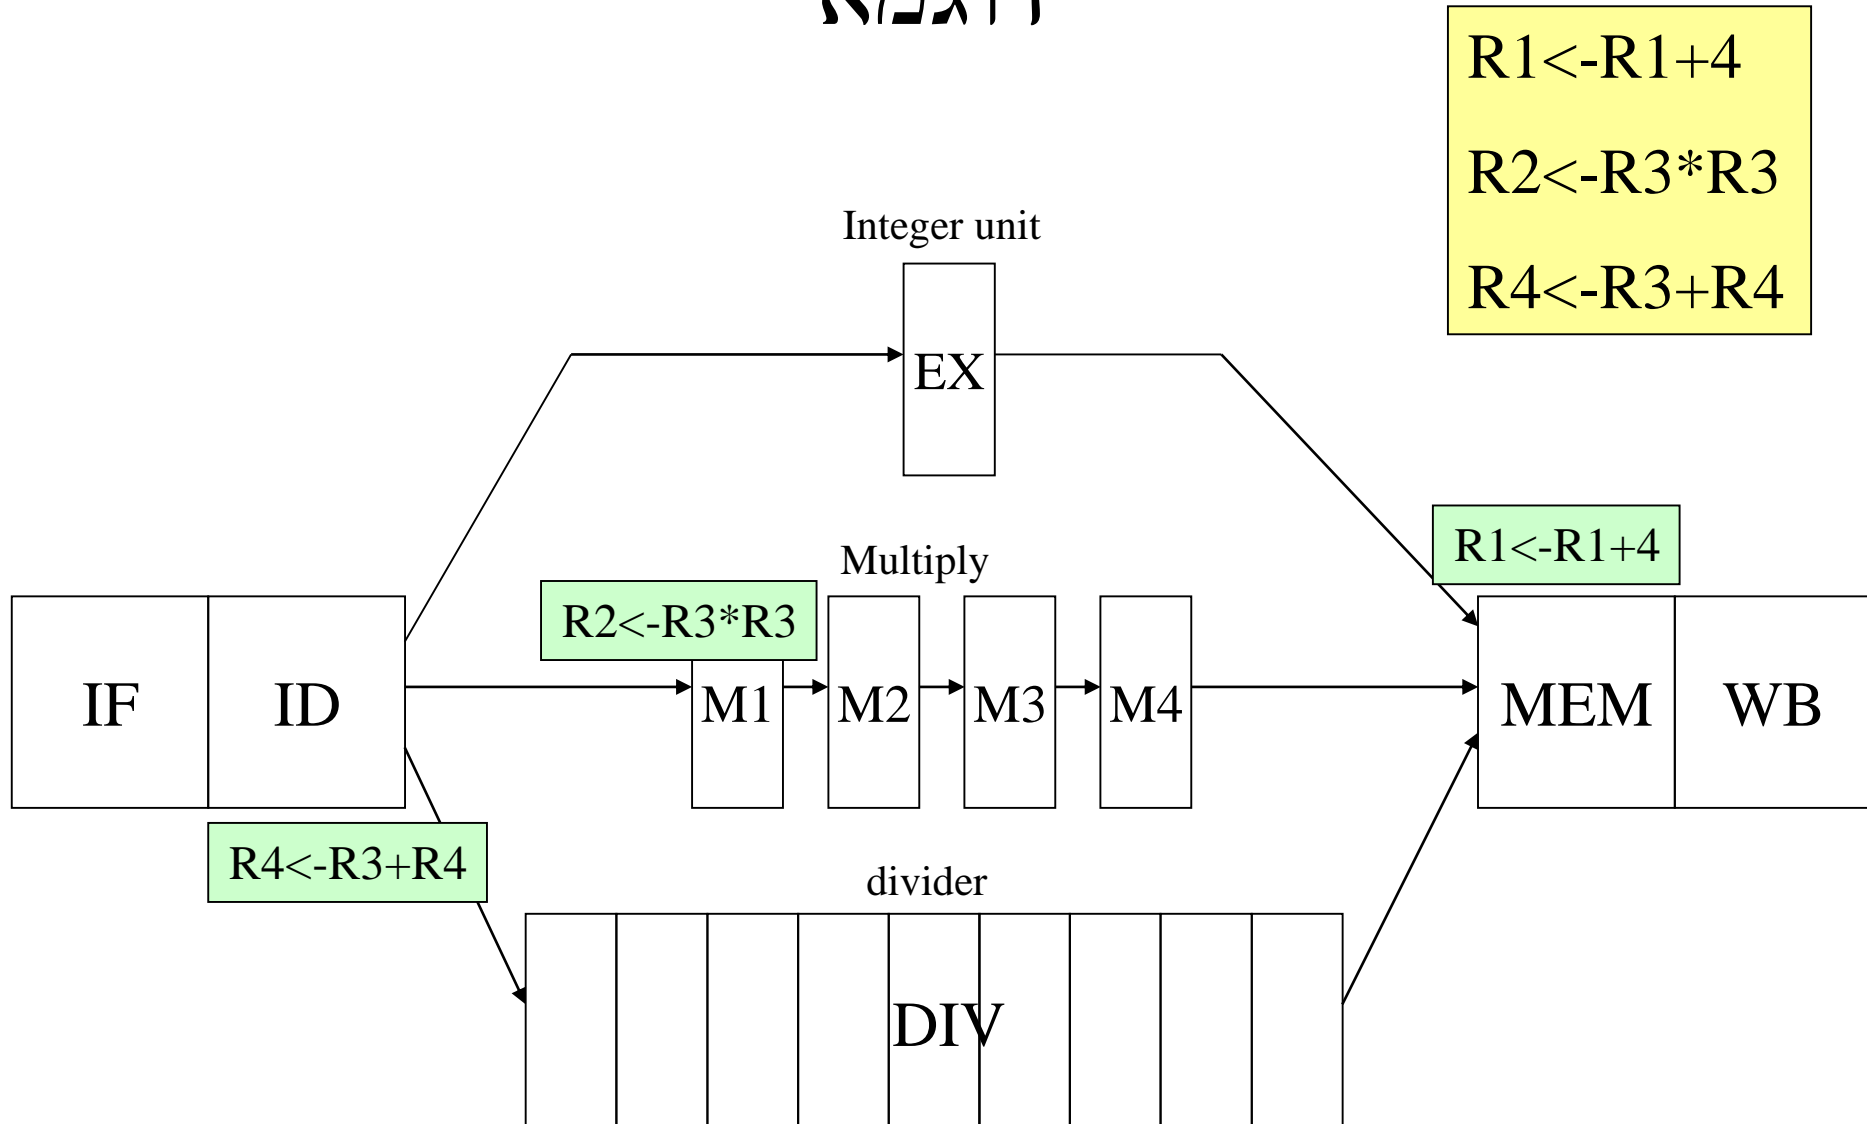 R1<-R1+4
R2<-R3*R3
R4<-R3+R4
Integer unit
EX
R1<-R1+4
Multiply
R2<-R3*R3
IF
ID
M1
M2
M3
M4
MEM
WB
R4<-R3+R4
divider
DIV